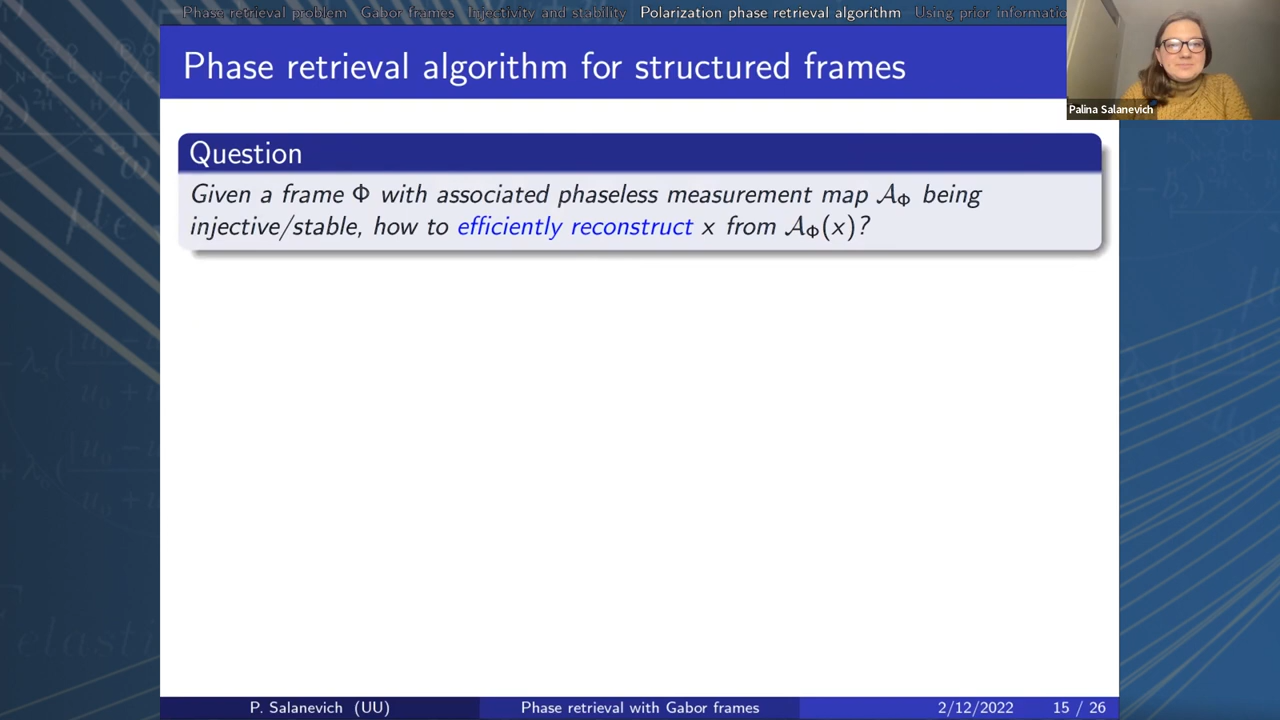 Phase retrieval problem Gabor frames Injectivity and stability Polarization phase retrieval algorithm Using prior informatio
Phase retrieval algorithm for structured frames
Palina Salanevich
Question
Given a frame Φ with associated phaseless measurement map 𝒜_Φ being
injective/stable, how to efficiently reconstruct x from 𝒜_Φ(x)?
P. Salanevich (UU) Phase retrieval with Gabor frames 2/12/2022 15 / 26